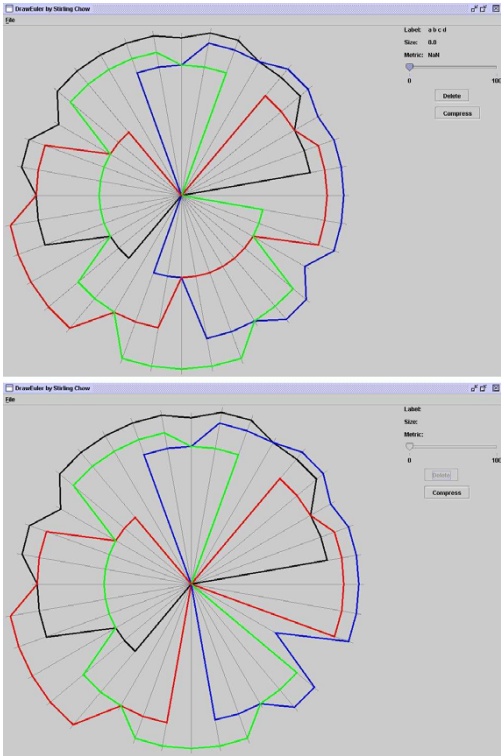 DrawEuler by Stirling Chow
File
Label: a b c d
Size: 0.0
Metric: NaN
0 100
Delete
Compress
DrawEuler by Stirling Chow
File
Label:
Size:
Metric:
0 100
Delete
Compress